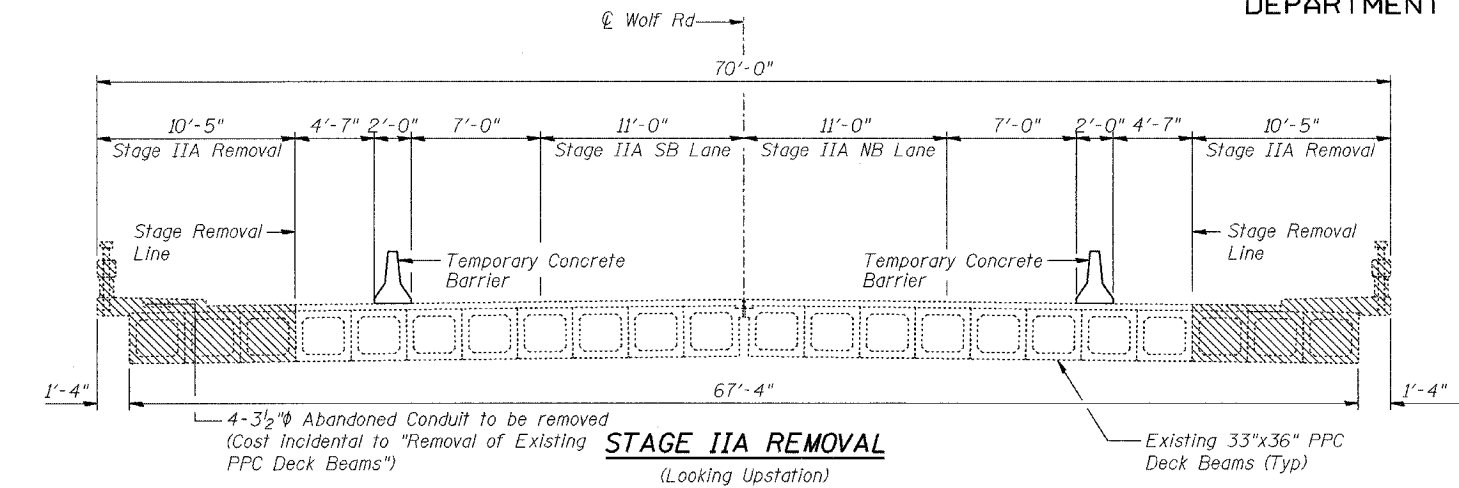 DEPARTMENT
℄ Wolf Rd
70'-0"
10'-5" 4'-7" 2'-0" 7'-0" 11'-0" 11'-0" 7'-0" 2'-0" 4'-7" 10'-5"
Stage IIA Removal Stage IIA SB Lane Stage IIA NB Lane Stage IIA Removal
Stage Removal
Line
Temporary Concrete
Barrier
Temporary Concrete
Barrier
Stage Removal
Line
1'-4" 67'-4" 1'-4"
4-3½"ϕ Abandoned Conduit to be removed
(Cost incidental to "Removal of Existing
PPC Deck Beams")
STAGE IIA REMOVAL
(Looking Upstation)
Existing 33"x36" PPC
Deck Beams (Typ)